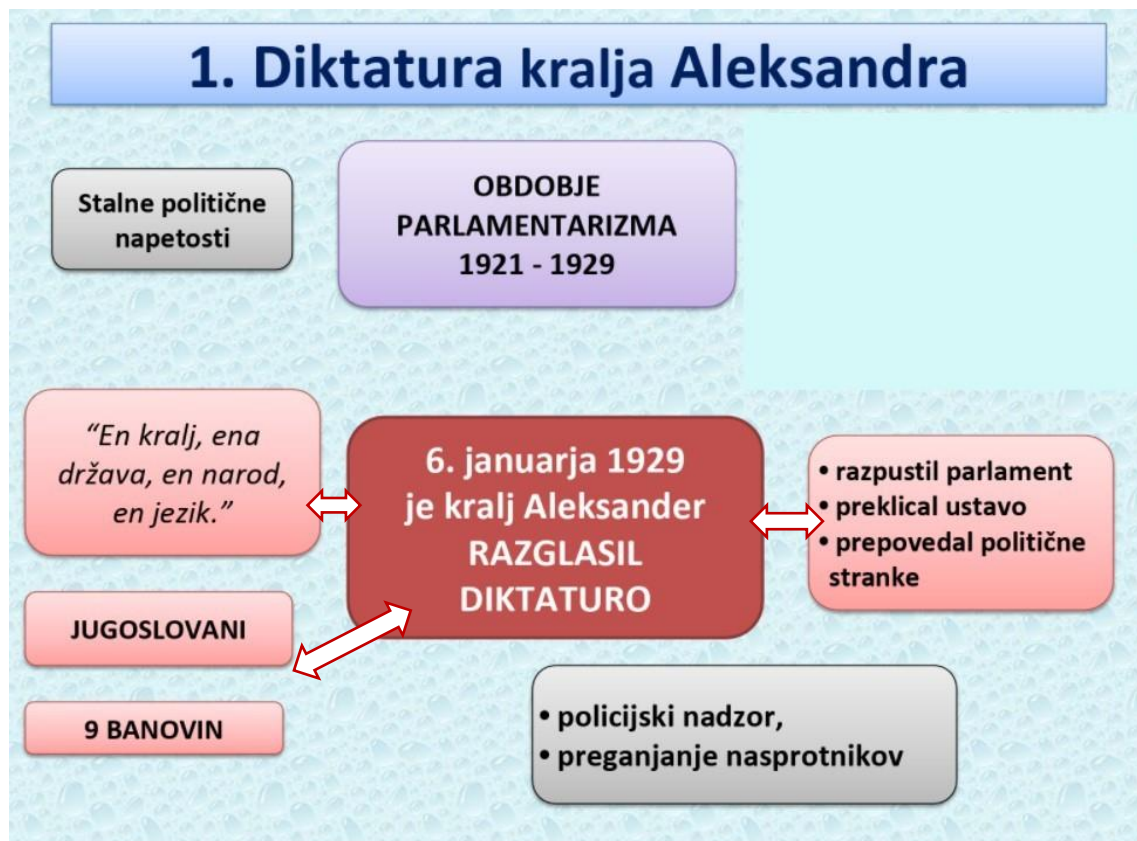 1. Diktatura kralja Aleksandra
Stalne politične
napetosti
OBDOBJE
PARLAMENTARIZMA
1921 - 1929
“En kralj, ena
država, en narod,
en jezik.”
6. januarja 1929
je kralj Aleksander
RAZGLASIL
DIKTATURO
• razpustil parlament
• preklical ustavo
• prepovedal politične
stranke
JUGOSLOVANI
9 BANOVIN
• policijski nadzor,
• preganjanje nasprotnikov